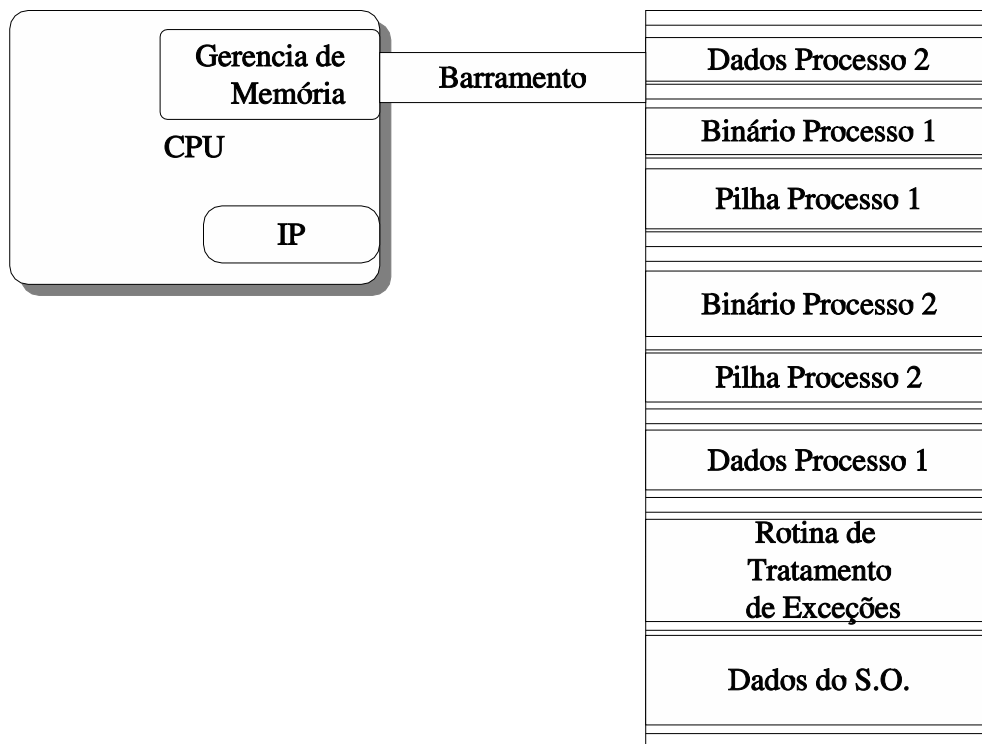 Gerencia de
Memória
CPU
IP
Barramento
Dados Processo 2
Binário Processo 1
Pilha Processo 1
Binário Processo 2
Pilha Processo 2
Dados Processo 1
Rotina de
Tratamento
de Exceções
Dados do S.O.